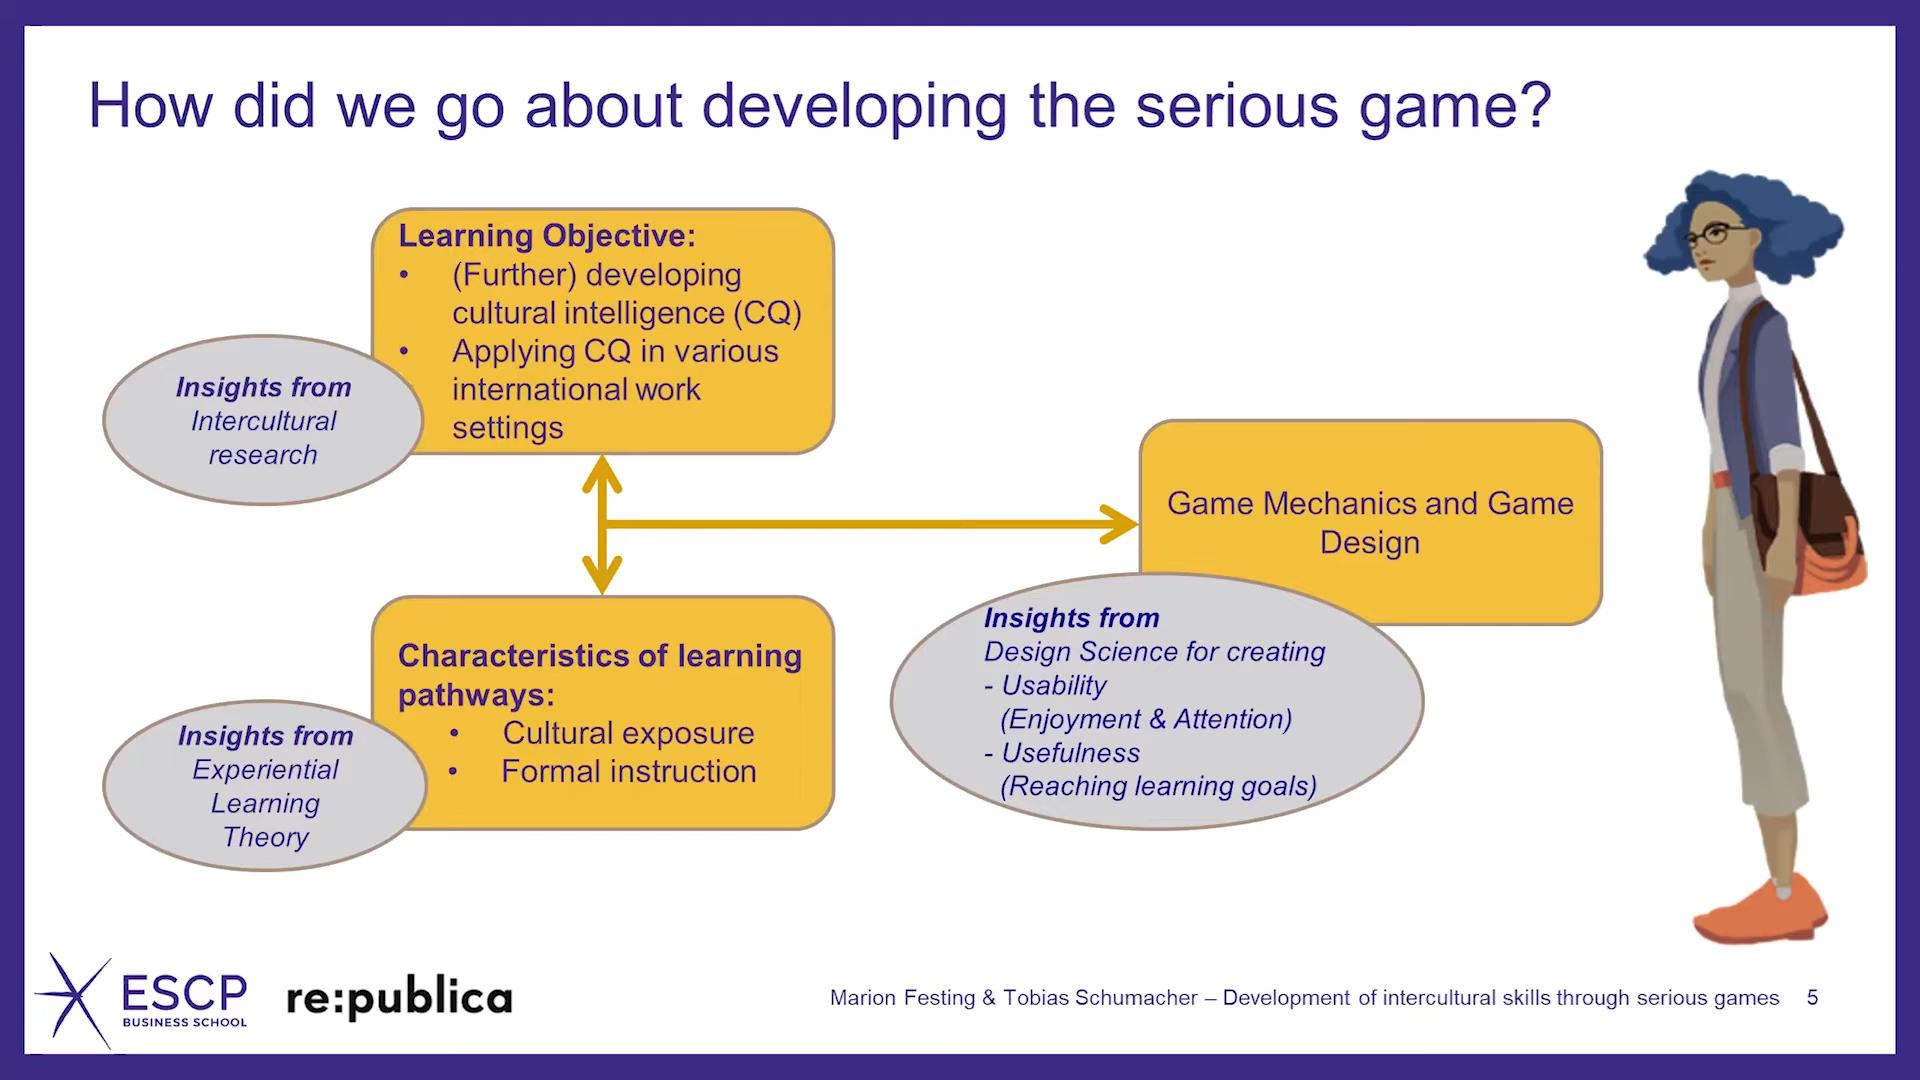 How did we go about developing the serious game?
Learning Objective:
• (Further) developing
cultural intelligence (CQ)
• Applying CQ in various
international work
settings
Insights from
Intercultural
research
Game Mechanics and Game
Design
Insights from
Design Science for creating
- Usability
(Enjoyment & Attention)
- Usefulness
(Reaching learning goals)
Characteristics of learning
pathways:
• Cultural exposure
• Formal instruction
Insights from
Experiential
Learning
Theory
ESCP
BUSINESS SCHOOL
re:publica
Marion Festing & Tobias Schumacher – Development of intercultural skills through serious games 5